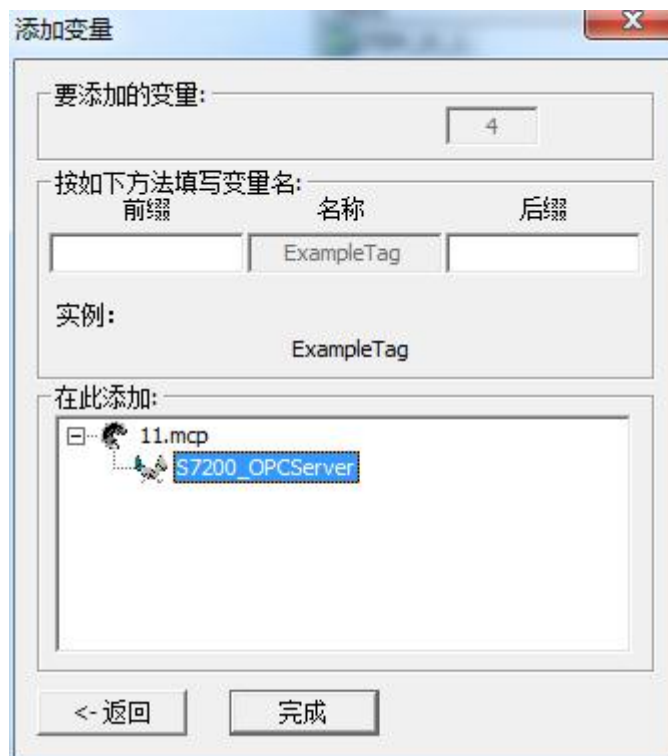 添加变量
要添加的变量:
4
按如下方法填写变量名:
前缀 名称 后缀
ExampleTag
实例:
ExampleTag
在此添加:
11.mcp
S7200_OPCServer
<- 返回 完成